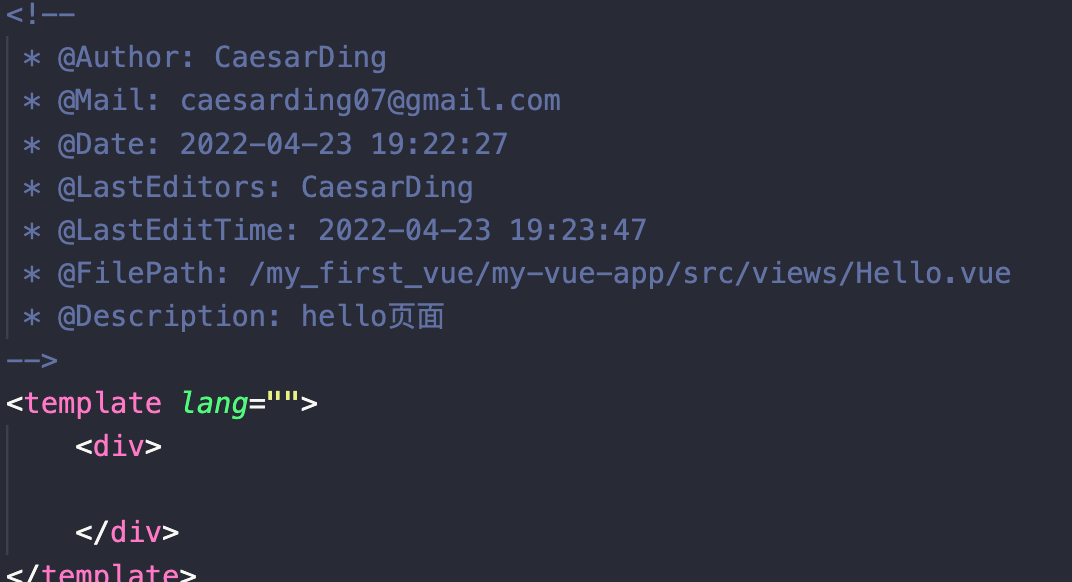 <!--
* @Author: CaesarDing
* @Mail: caesarding07@gmail.com
* @Date: 2022-04-23 19:22:27
* @LastEditors: CaesarDing
* @LastEditTime: 2022-04-23 19:23:47
* @FilePath: /my_first_vue/my-vue-app/src/views/Hello.vue
* @Description: hello页面
-->
<template lang="">
<div>
</div>
</template>